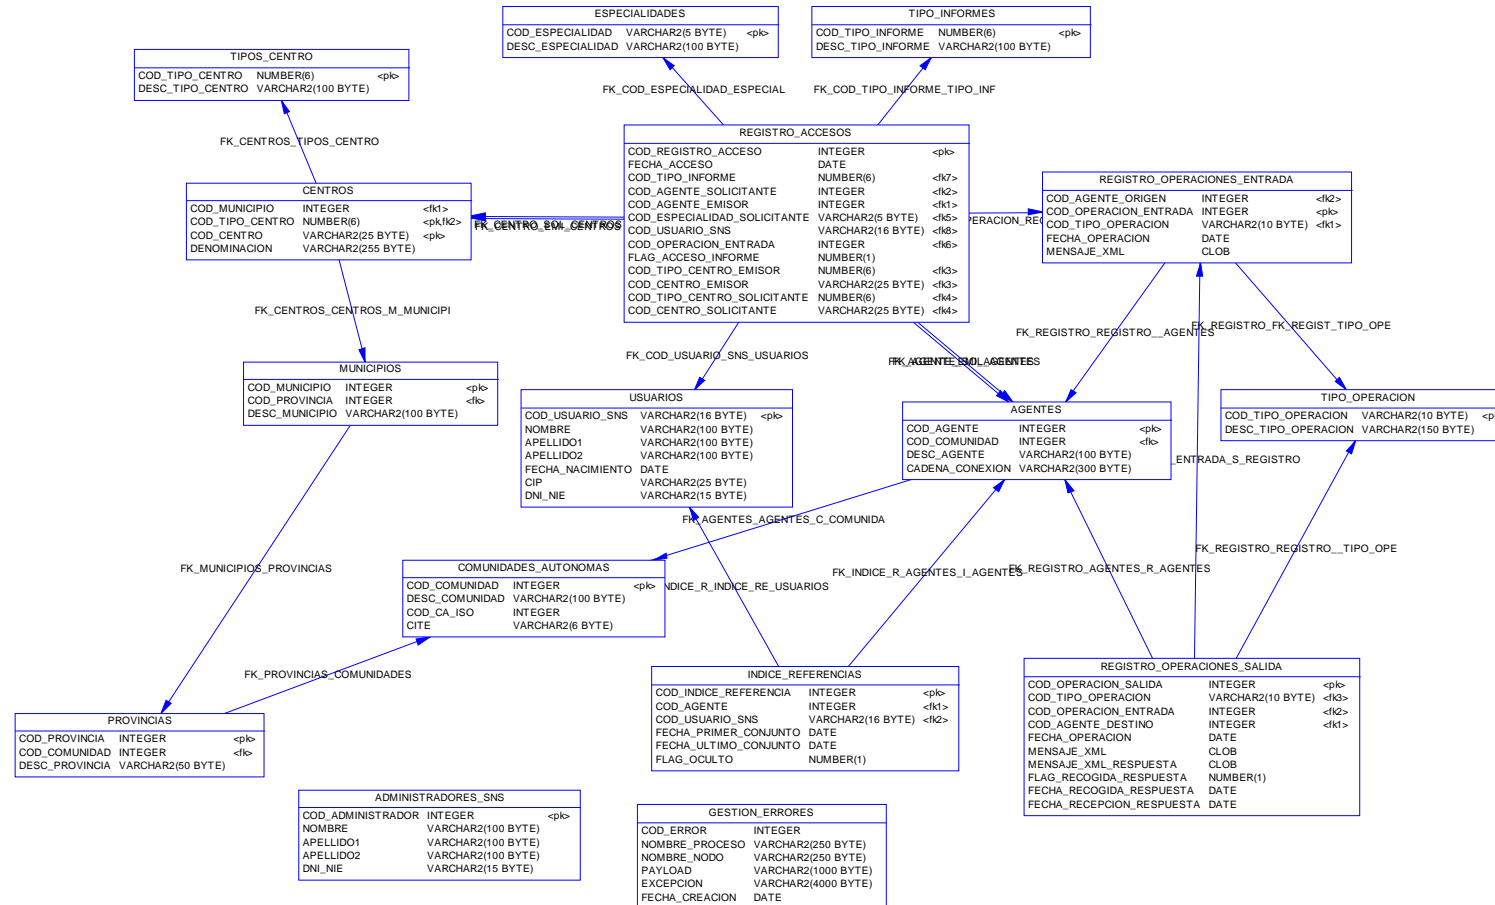 ESPECIALIDADES
COD_ESPECIALIDAD VARCHAR2(5 BYTE) <pk>
DESC_ESPECIALIDAD VARCHAR2(100 BYTE)
TIPO_INFORMES
COD_TIPO_INFORME NUMBER(6) <pk>
DESC_TIPO_INFORME VARCHAR2(100 BYTE)
TIPOS_CENTRO
COD_TIPO_CENTRO NUMBER(6) <pk>
DESC_TIPO_CENTRO VARCHAR2(100 BYTE)
FK_COD_ESPECIALIDAD_ESPECIAL
FK_COD_TIPO_INFORME_TIPO_INF
FK_CENTROS_TIPOS_CENTRO
REGISTRO_ACCESOS
COD_REGISTRO_ACCESO INTEGER <pk>
FECHA_ACCESO DATE
COD_TIPO_INFORME NUMBER(6) <fk7>
COD_AGENTE_SOLICITANTE INTEGER <fk2>
COD_AGENTE_EMISOR INTEGER <fk1>
COD_ESPECIALIDAD_SOLICITANTE VARCHAR2(5 BYTE) <fk5>
COD_USUARIO_SNS VARCHAR2(16 BYTE) <fk8>
COD_OPERACION_ENTRADA INTEGER <fk6>
FLAG_ACCESO_INFORME NUMBER(1)
COD_TIPO_CENTRO_EMISOR NUMBER(6) <fk3>
COD_CENTRO_EMISOR VARCHAR2(25 BYTE) <fk3>
COD_TIPO_CENTRO_SOLICITANTE NUMBER(6) <fk4>
COD_CENTRO_SOLICITANTE VARCHAR2(25 BYTE) <fk4>
CENTROS
COD_MUNICIPIO INTEGER <fk1>
COD_TIPO_CENTRO NUMBER(6) <pk,fk2>
COD_CENTRO VARCHAR2(25 BYTE) <pk>
DENOMINACION VARCHAR2(255 BYTE)
REGISTRO_OPERACIONES_ENTRADA
COD_AGENTE_ORIGEN INTEGER <fk2>
COD_OPERACION_ENTRADA INTEGER <pk>
COD_TIPO_OPERACION VARCHAR2(10 BYTE) <fk1>
FECHA_OPERACION DATE
MENSAJE_XML CLOB
FK_CENTROS_CENTROS_M_MUNICIPI
FK_REGISTRO_REGISTRO__AGENTES
FK_REGISTRO_FK_REGIST_TIPO_OPE
FK_COD_USUARIO_SNS_USUARIOS
MUNICIPIOS
COD_MUNICIPIO INTEGER <pk>
COD_PROVINCIA INTEGER <fk>
DESC_MUNICIPIO VARCHAR2(100 BYTE)
USUARIOS
COD_USUARIO_SNS VARCHAR2(16 BYTE) <pk>
NOMBRE VARCHAR2(100 BYTE)
APELLIDO1 VARCHAR2(100 BYTE)
APELLIDO2 VARCHAR2(100 BYTE)
FECHA_NACIMIENTO DATE
CIP VARCHAR2(25 BYTE)
DNI_NIE VARCHAR2(15 BYTE)
AGENTES
COD_AGENTE INTEGER <pk>
COD_COMUNIDAD INTEGER <fk>
DESC_AGENTE VARCHAR2(100 BYTE)
CADENA_CONEXION VARCHAR2(300 BYTE)
TIPO_OPERACION
COD_TIPO_OPERACION VARCHAR2(10 BYTE)
DESC_TIPO_OPERACION VARCHAR2(150 BYTE)
_ENTRADA_S_REGISTRO
FK_AGENTES_AGENTES_C_COMUNIDA
FK_REGISTRO_REGISTRO__TIPO_OPE
FK_MUNICIPIOS_PROVINCIAS
COMUNIDADES_AUTONOMAS
COD_COMUNIDAD INTEGER <pk>
DESC_COMUNIDAD VARCHAR2(100 BYTE)
COD_CA_ISO INTEGER
CITE VARCHAR2(6 BYTE)
NDICE_R_INDICE_RE_USUARIOS
FK_INDICE_R_AGENTES_I_AGENTES
FK_REGISTRO_AGENTES_R_AGENTES
FK_PROVINCIAS_COMUNIDADES
INDICE_REFERENCIAS
COD_INDICE_REFERENCIA INTEGER <pk>
COD_AGENTE INTEGER <fk1>
COD_USUARIO_SNS VARCHAR2(16 BYTE) <fk2>
FECHA_PRIMER_CONJUNTO DATE
FECHA_ULTIMO_CONJUNTO DATE
FLAG_OCULTO NUMBER(1)
REGISTRO_OPERACIONES_SALIDA
COD_OPERACION_SALIDA INTEGER <pk>
COD_TIPO_OPERACION VARCHAR2(10 BYTE) <fk3>
COD_OPERACION_ENTRADA INTEGER <fk2>
COD_AGENTE_DESTINO INTEGER <fk1>
FECHA_OPERACION DATE
MENSAJE_XML CLOB
MENSAJE_XML_RESPUESTA CLOB
FLAG_RECOGIDA_RESPUESTA NUMBER(1)
FECHA_RECOGIDA_RESPUESTA DATE
FECHA_RECEPCION_RESPUESTA DATE
PROVINCIAS
COD_PROVINCIA INTEGER <pk>
COD_COMUNIDAD INTEGER <fk>
DESC_PROVINCIA VARCHAR2(50 BYTE)
ADMINISTRADORES_SNS
COD_ADMINISTRADOR INTEGER <pk>
NOMBRE VARCHAR2(100 BYTE)
APELLIDO1 VARCHAR2(100 BYTE)
APELLIDO2 VARCHAR2(100 BYTE)
DNI_NIE VARCHAR2(15 BYTE)
GESTION_ERRORES
COD_ERROR INTEGER
NOMBRE_PROCESO VARCHAR2(250 BYTE)
NOMBRE_NODO VARCHAR2(250 BYTE)
PAYLOAD VARCHAR2(1000 BYTE)
EXCEPCION VARCHAR2(4000 BYTE)
FECHA_CREACION DATE